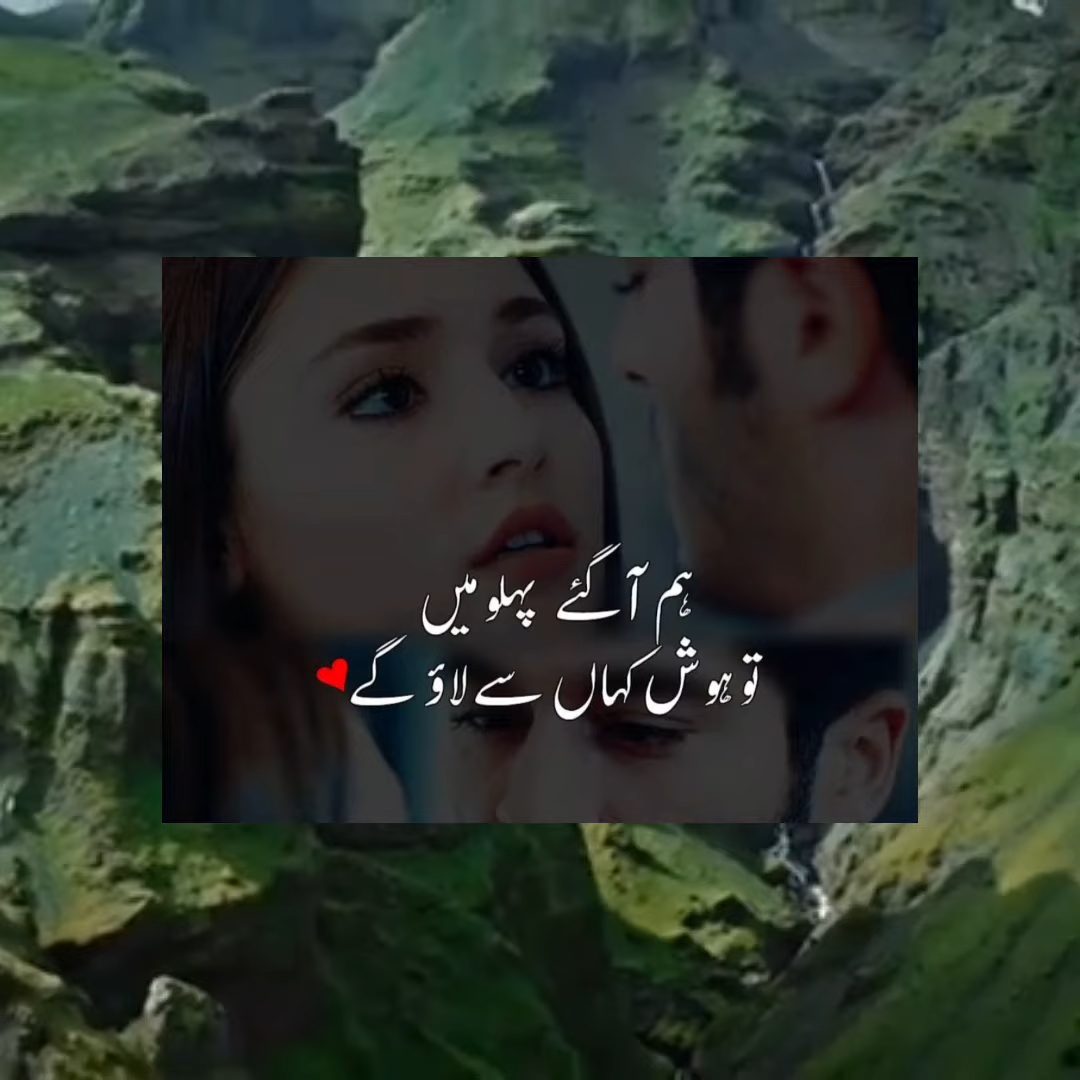 ہم آ گئے پہلو میں
تو ہوش کہاں سے لاؤ گے❤